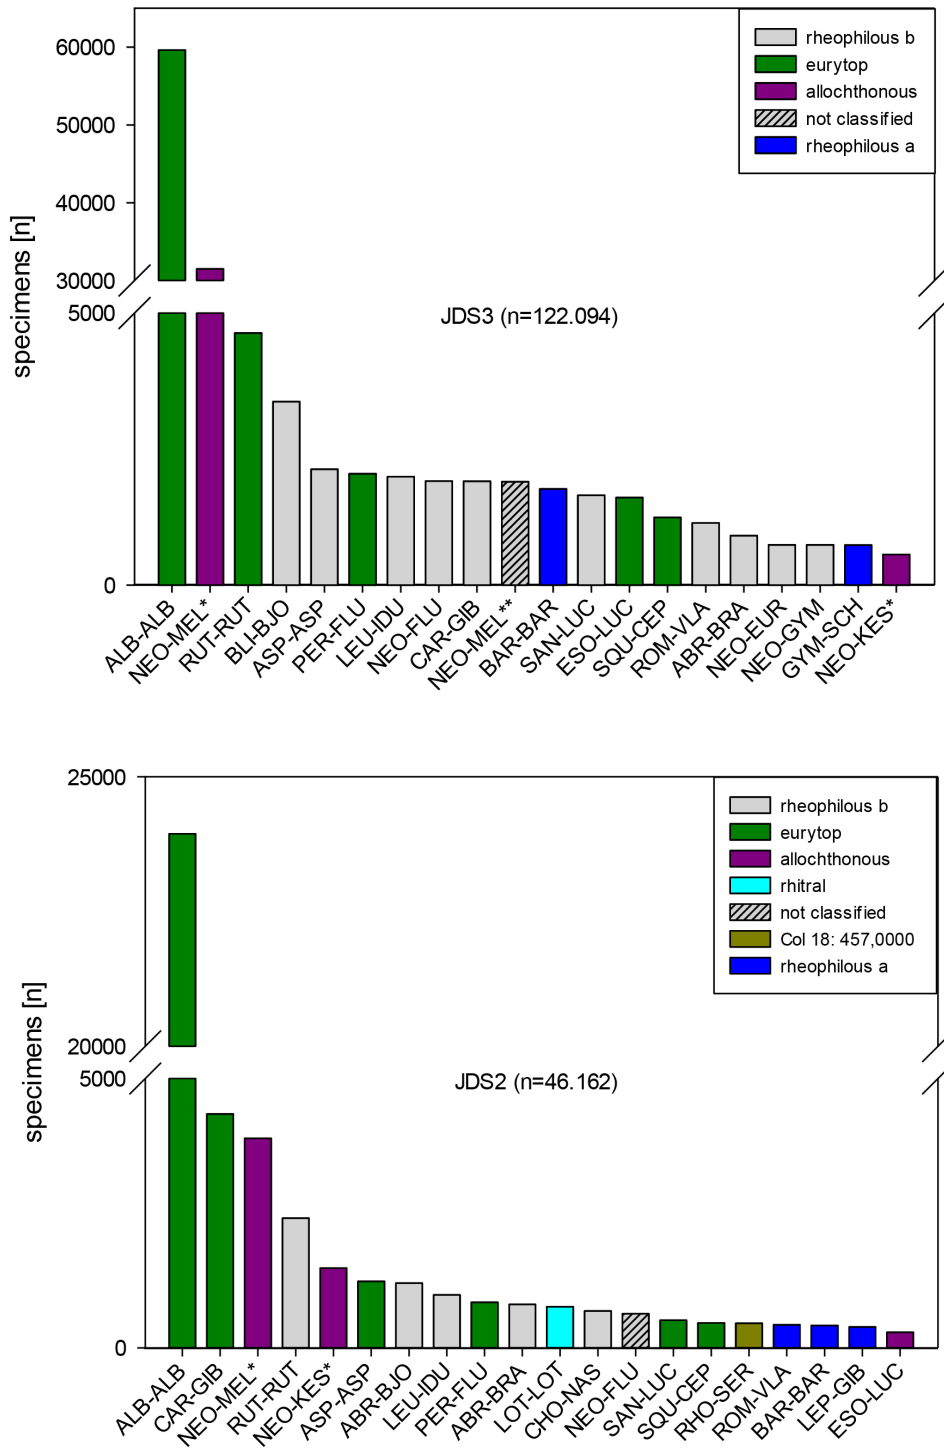 rheophilous b
eurytop
allochthonous
not classified
rheophilous a
60000
50000
40000
30000
5000
0
specimens [n]
JDS3 (n=122.094)
ALB-ALB
NEO-MEL*
RUT-RUT
BLI-BJO
ASP-ASP
PER-FLU
LEU-IDU
NEO-FLU
CAR-GIB
NEO-MEL**
BAR-BAR
SAN-LUC
ESO-LUC
SQU-CEP
ROM-VLA
ABR-BRA
NEO-EUR
NEO-GYM
GYM-SCH
NEO-KES*
25000
20000
5000
0
specimens [n]
rheophilous b
eurytop
allochthonous
rhitral
not classified
Col 18: 457,0000
rheophilous a
JDS2 (n=46.162)
ALB-ALB
CAR-GIB
NEO-MEL*
RUT-RUT
NEO-KES*
ASP-ASP
ABR-BJO
LEU-IDU
PER-FLU
ABR-BRA
LOT-LOT
CHO-NAS
NEO-FLU
SAN-LUC
SQU-CEP
RHO-SER
ROM-VLA
BAR-BAR
LEP-GIB
ESO-LUC